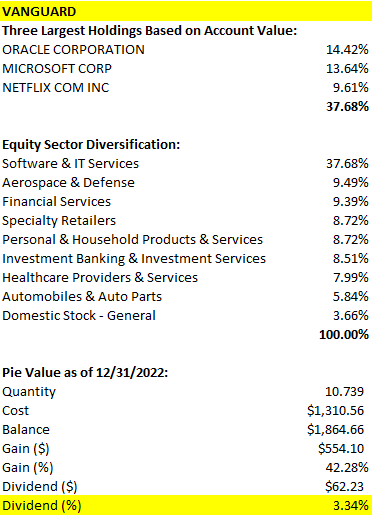 VANGUARD
Three Largest Holdings Based on Account Value:
ORACLE CORPORATION 14.42%
MICROSOFT CORP 13.64%
NETFLIX COM INC 9.61%
37.68%
Equity Sector Diversification:
Software & IT Services 37.68%
Aerospace & Defense 9.49%
Financial Services 9.39%
Specialty Retailers 8.72%
Personal & Household Products & Services 8.72%
Investment Banking & Investment Services 8.51%
Healthcare Providers & Services 7.99%
Automobiles & Auto Parts 5.84%
Domestic Stock - General 3.66%
100.00%
Pie Value as of 12/31/2022:
Quantity 10.739
Cost $1,310.56
Balance $1,864.66
Gain ($) $554.10
Gain (%) 42.28%
Dividend ($) $62.23
Dividend (%) 3.34%